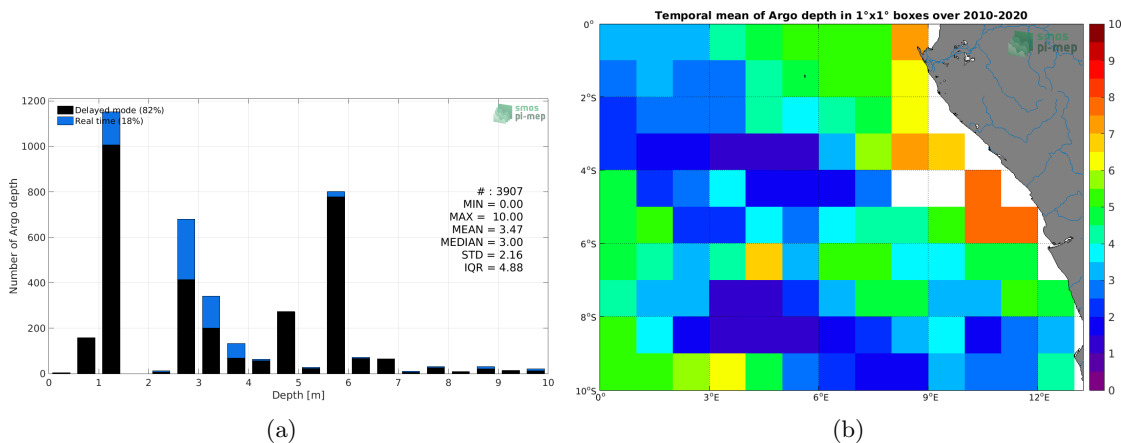 1200
1000
800
600
400
200
0
Number of Argo depth
Delayed mode (82%)
Real time (18%)
smos
pi-mep
# : 3907
MIN = 0.00
MAX = 10.00
MEAN = 3.47
MEDIAN = 3.00
STD = 2.16
IQR = 4.88
0 1 2 3 4 5 6 7 8 9 10
Depth [m]
(a)
Temporal mean of Argo depth in 1°x1° boxes over 2010-2020
smos
pi-mep
0°
2°S
4°S
6°S
8°S
10°S
0° 3°E 6°E 9°E 12°E
10
9
8
7
6
5
4
3
2
1
0
(b)